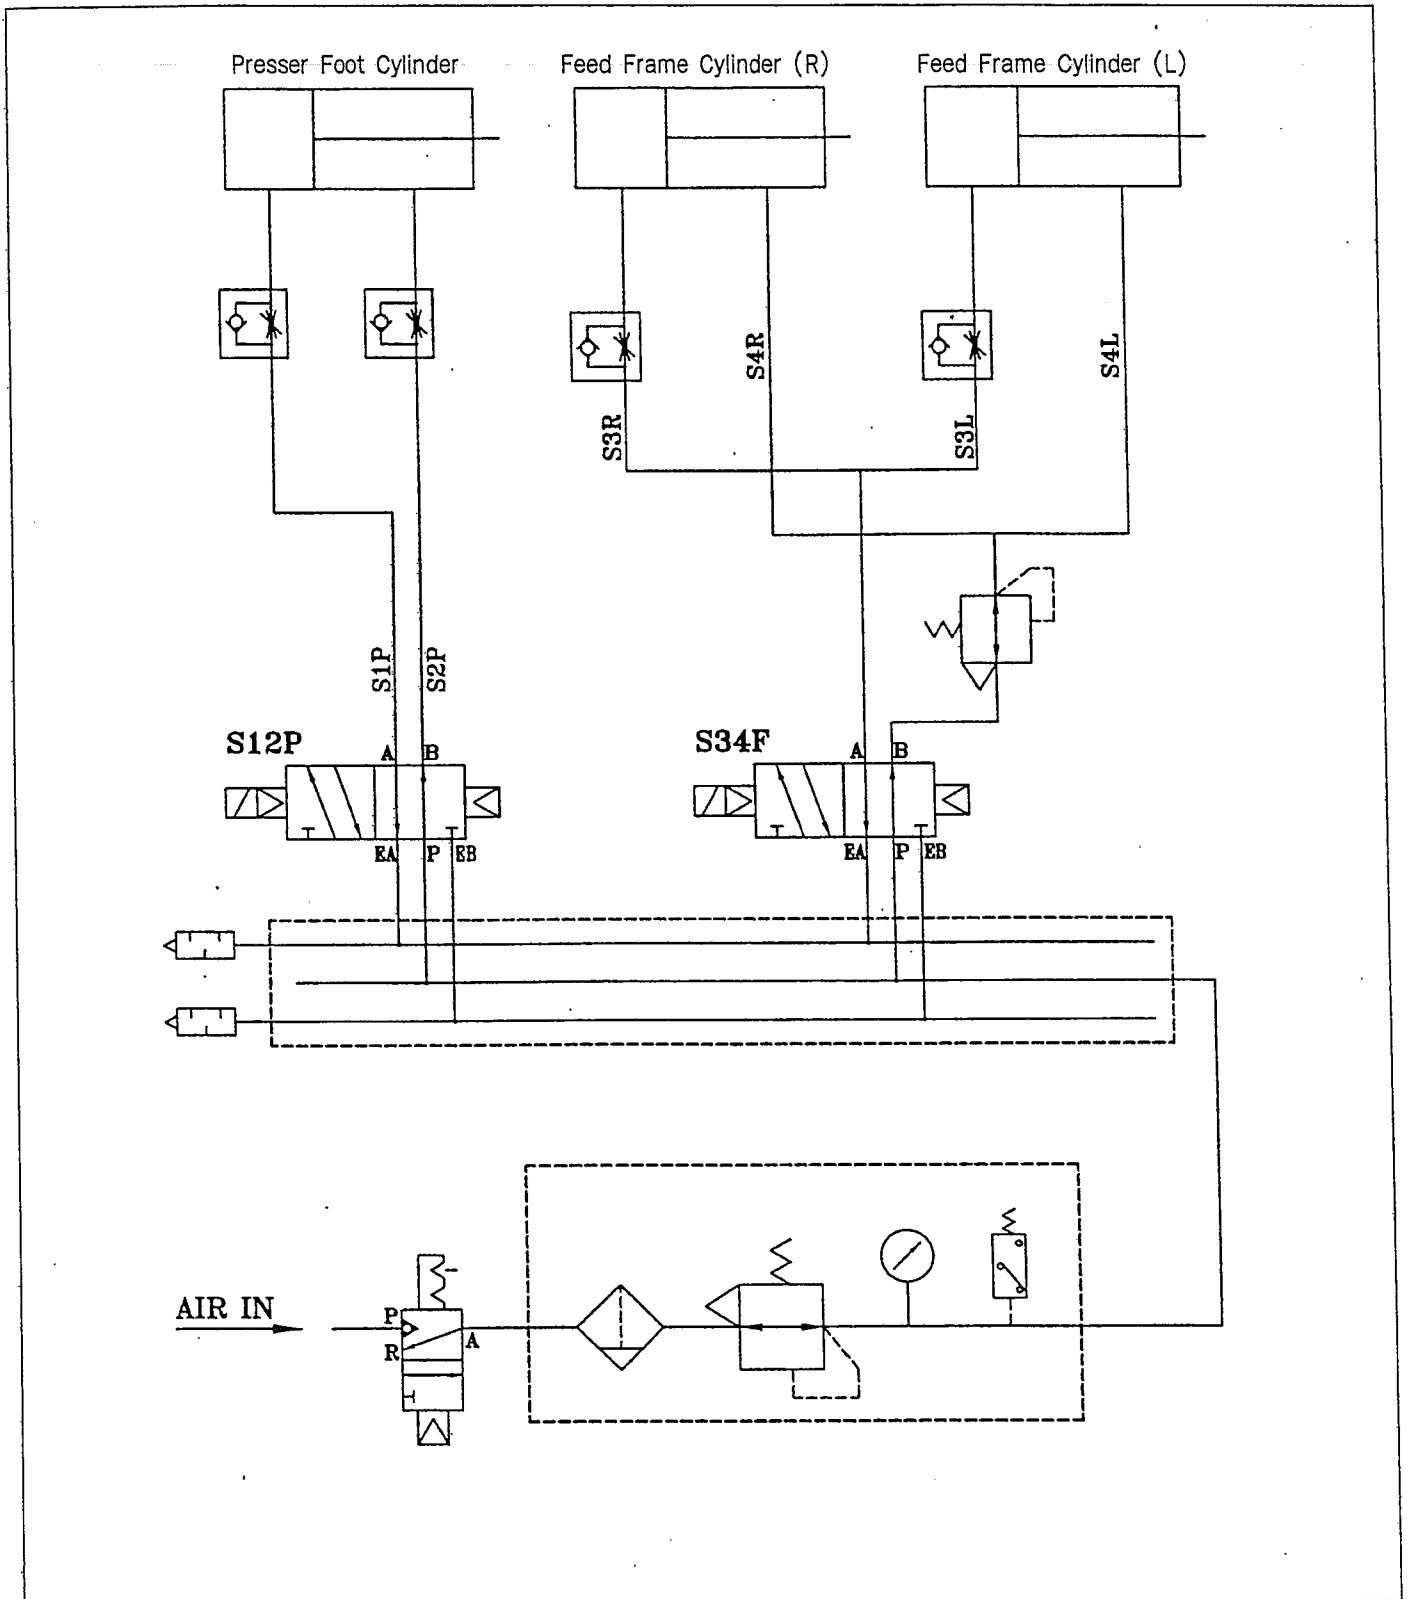 Presser Foot Cylinder
Feed Frame Cylinder (R)
Feed Frame Cylinder (L)
S4R
S4L
S3R
S3L
S1P
S2P
S12P
A
B
S34F
A
B
EA
P
EB
EA
P
EB
AIR IN
P
R
A